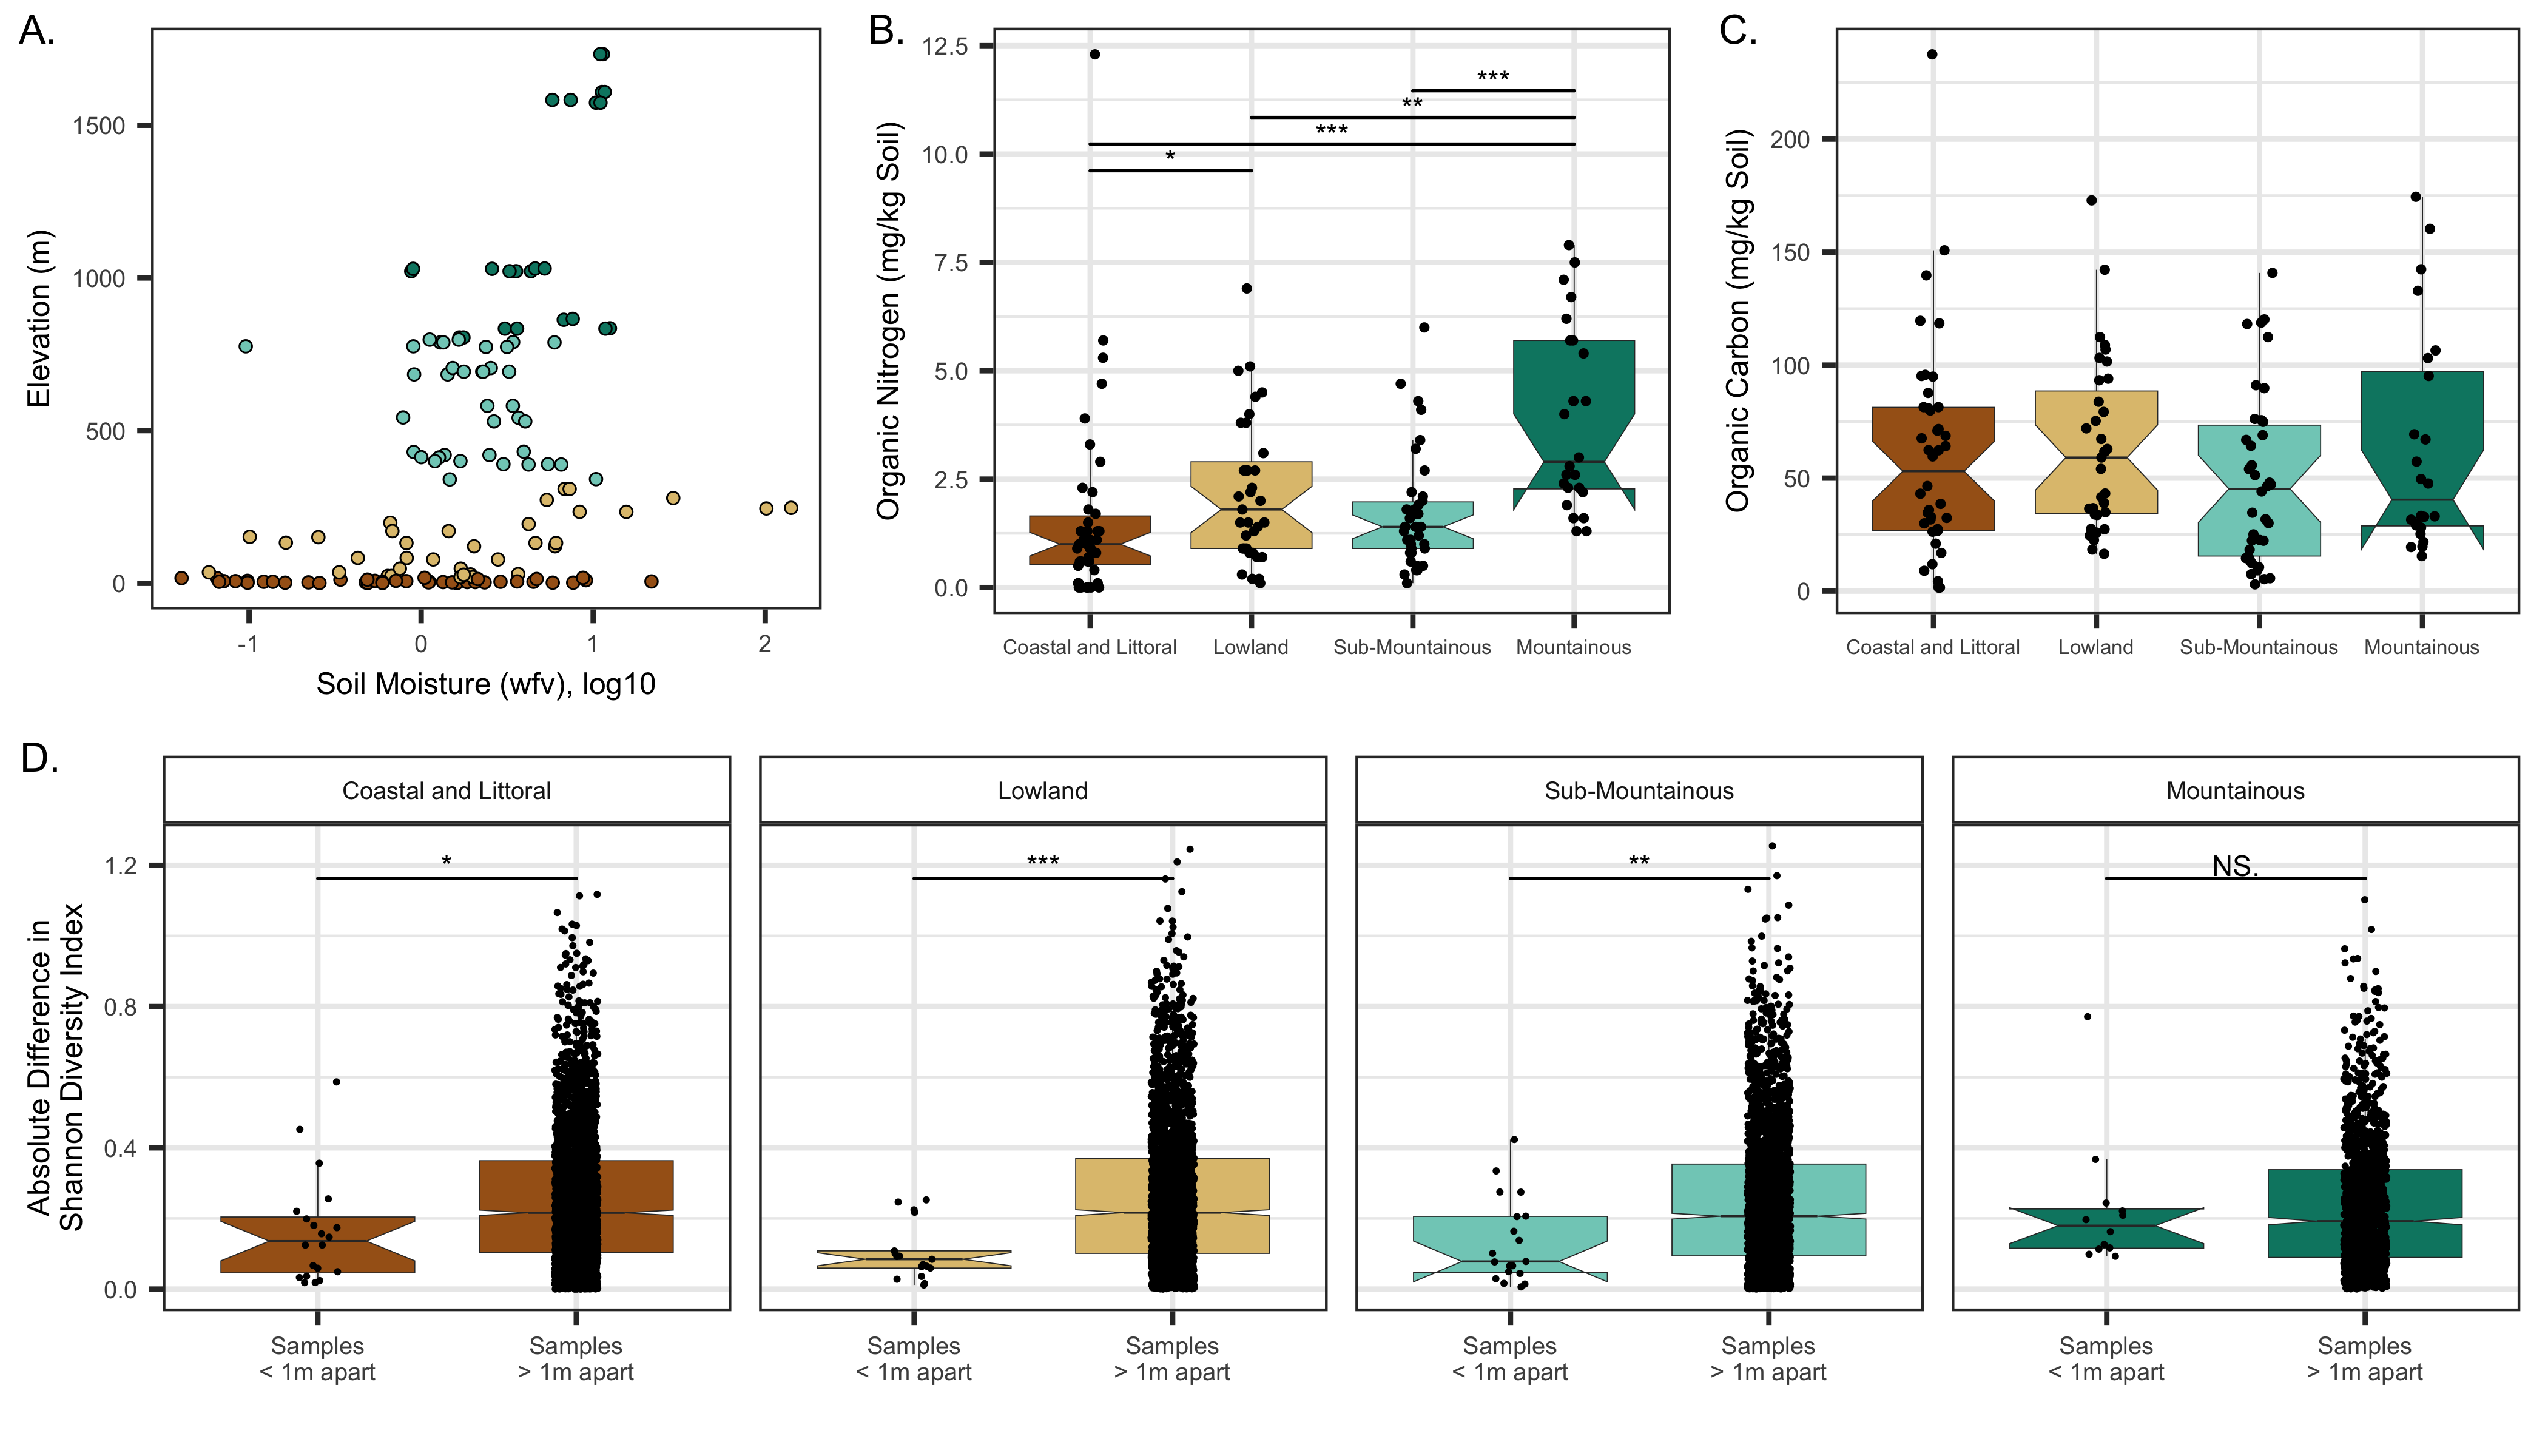 A.
Elevation (m)
1500
1000
500
0
-1 0 1 2
Soil Moisture (wfv), log10
B.
Organic Nitrogen (mg/kg Soil)
12.5
10.0
7.5
5.0
2.5
0.0
***
**
***
*
Coastal and Littoral Lowland Sub-Mountainous Mountainous
C.
Organic Carbon (mg/kg Soil)
200
150
100
50
0
Coastal and Littoral Lowland Sub-Mountainous Mountainous
D.
Absolute Difference in
Shannon Diversity Index
1.2
0.8
0.4
0.0
Coastal and Littoral
*
Samples
< 1m apart
Samples
> 1m apart
Lowland
***
Samples
< 1m apart
Samples
> 1m apart
Sub-Mountainous
**
Samples
< 1m apart
Samples
> 1m apart
Mountainous
NS.
Samples
< 1m apart
Samples
> 1m apart